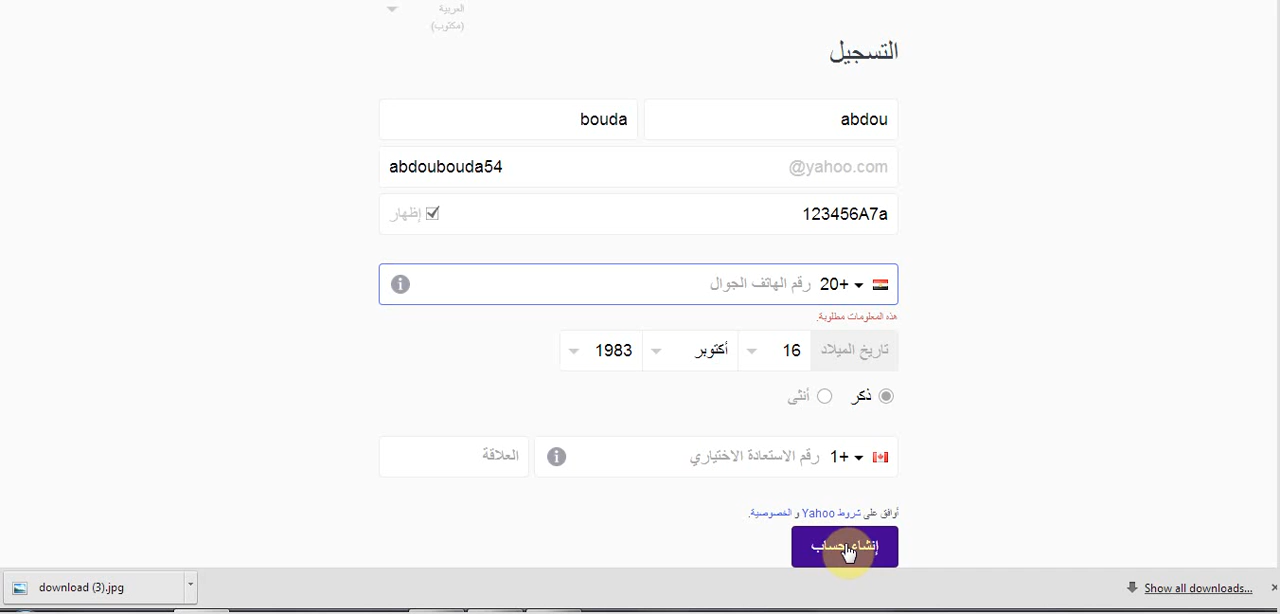 العربية
(مكتوب)
التسجيل
abdou bouda
abdoubouda54 @yahoo.com
123456A7a إظهار
+20 رقم الهاتف الجوال
هذه المعلومات مطلوبة.
تاريخ الميلاد 16 أكتوبر 1983
ذكر أنثى
+1 رقم الاستعادة الاختياري العلاقة
أوافق على شروط Yahoo و الخصوصية.
إنشاء حساب
download (3).jpg Show all downloads...